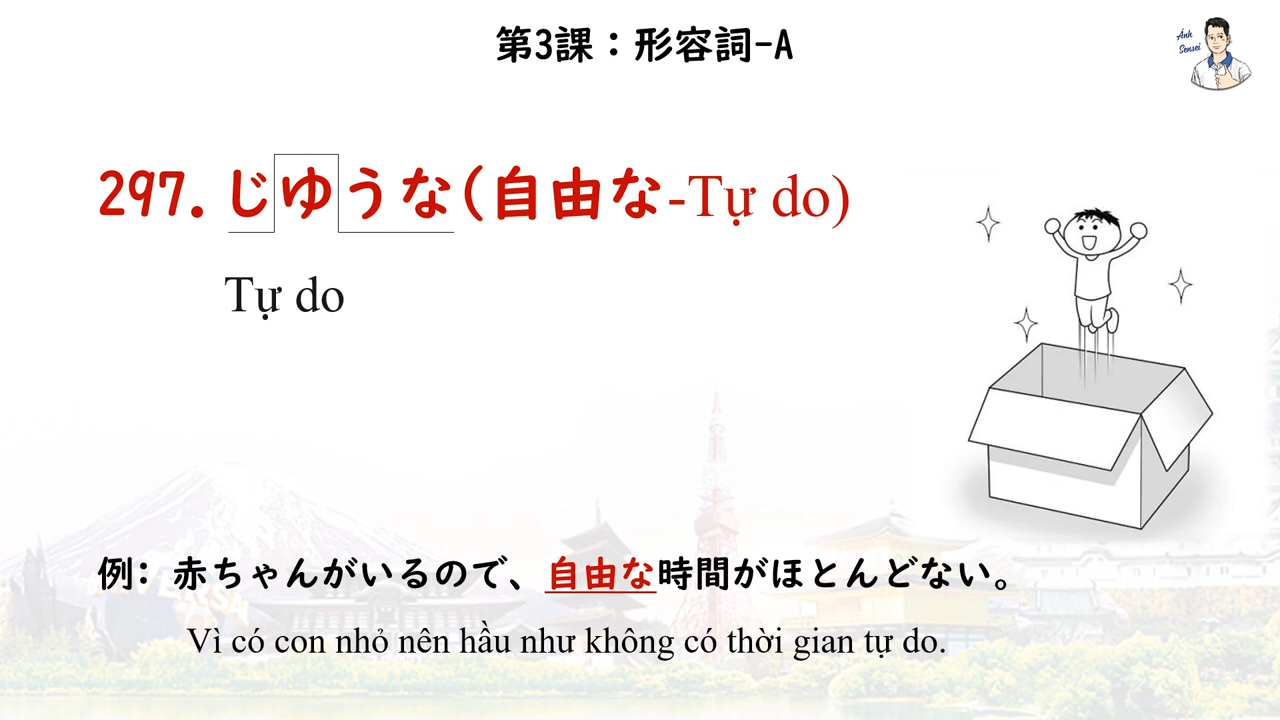 第3課：形容詞-A
Ánh
Sensei
297. じゆうな(自由な-Tự do)
Tự do
例: 赤ちゃんがいるので、自由な時間がほとんどない。
Vì có con nhỏ nên hầu như không có thời gian tự do.